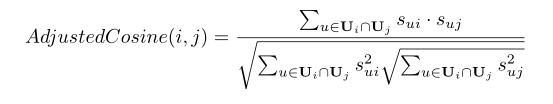 $AdjustedCosine(i,j) = \frac{\sum_{u \in \mathbf{U}_i \cap \mathbf{U}_j} s_{ui} \cdot s_{uj}}{\sqrt{\sum_{u \in \mathbf{U}_i \cap \mathbf{U}_j} s_{ui}^2 \sqrt{\sum_{u \in \mathbf{U}_i \cap \mathbf{U}_j} s_{uj}^2}}}$